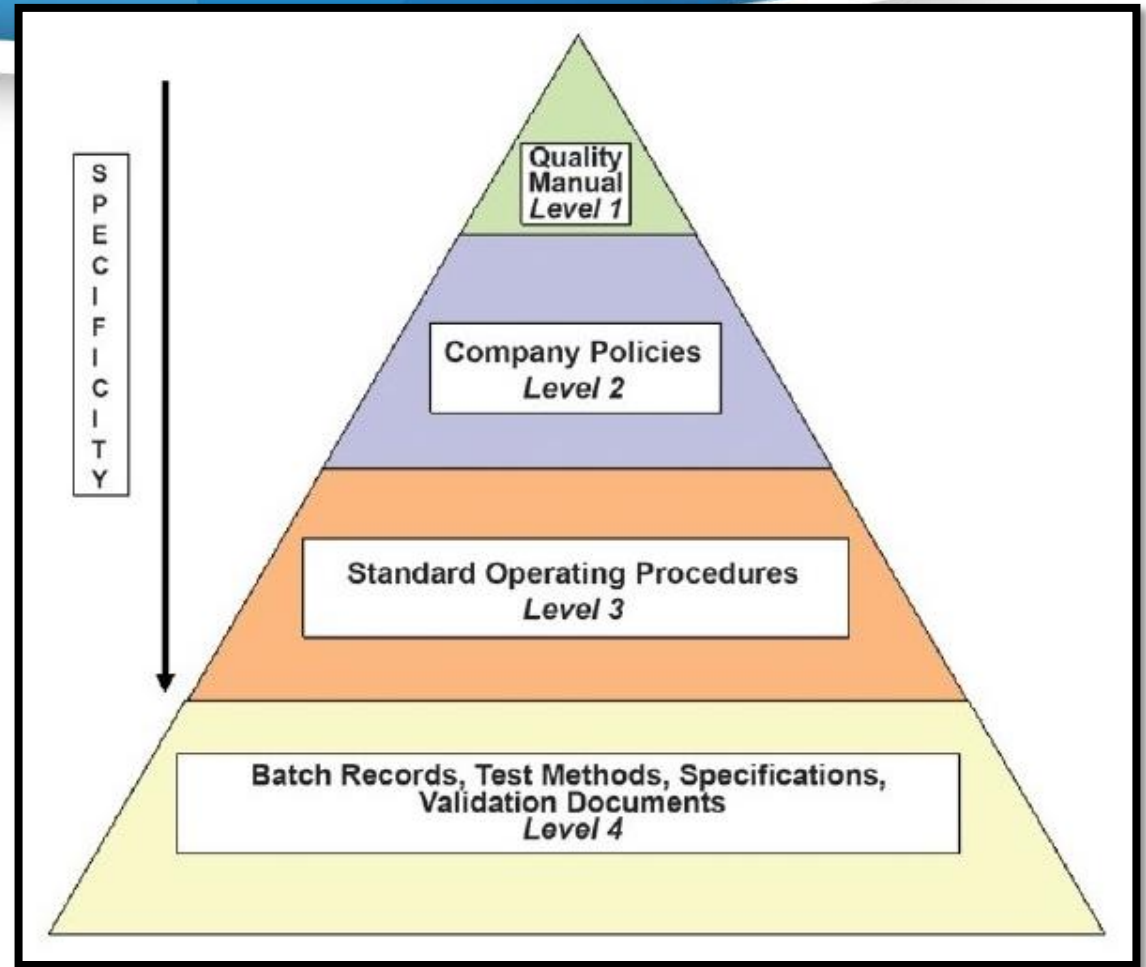 SPECIFICITY
Quality
Manual
Level 1
Company Policies
Level 2
Standard Operating Procedures
Level 3
Batch Records, Test Methods, Specifications,
Validation Documents
Level 4